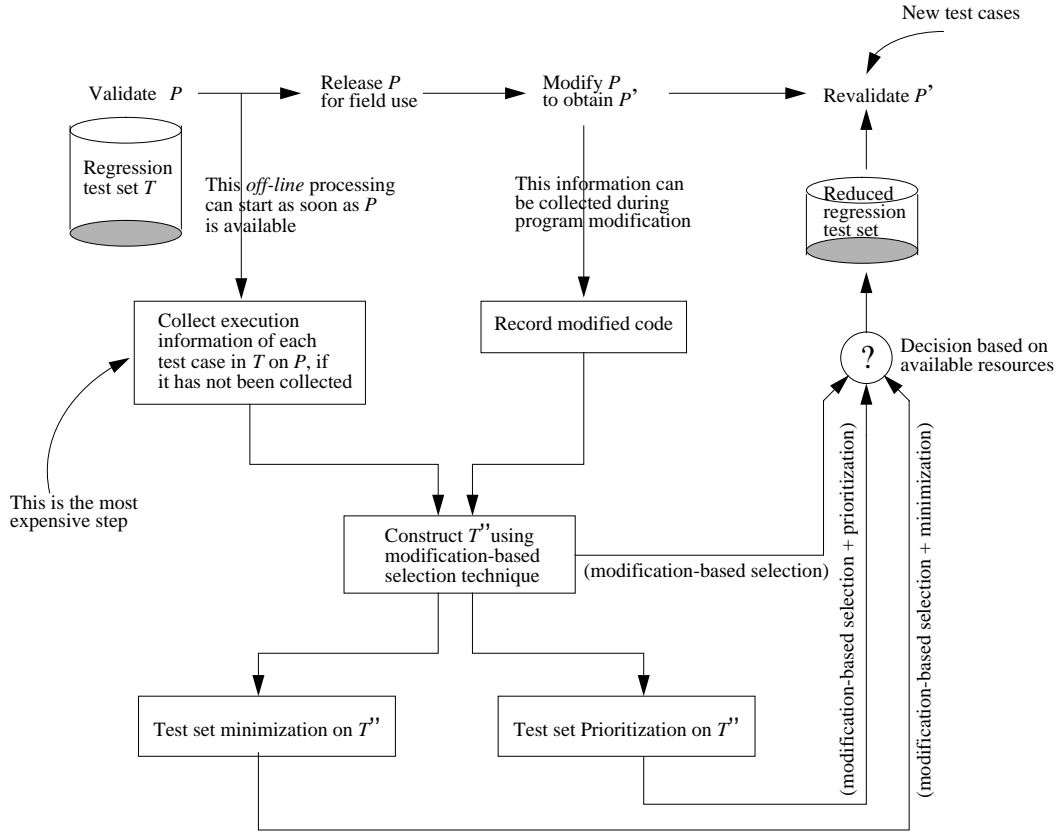 New test cases
Validate P
Release P
for field use
Modify P
to obtain P'
Revalidate P'
Regression
test set T
This off-line processing
can start as soon as P
is available
This information can
be collected during
program modification
Reduced
regression
test set
Collect execution
information of each
test case in T on P, if
it has not been collected
Record modified code
?
Decision based on
available resources
This is the most
expensive step
Construct T'' using
modification-based
selection technique
(modification-based selection)
(modification-based selection + prioritization)
(modification-based selection + minimization)
Test set minimization on T''
Test set Prioritization on T''